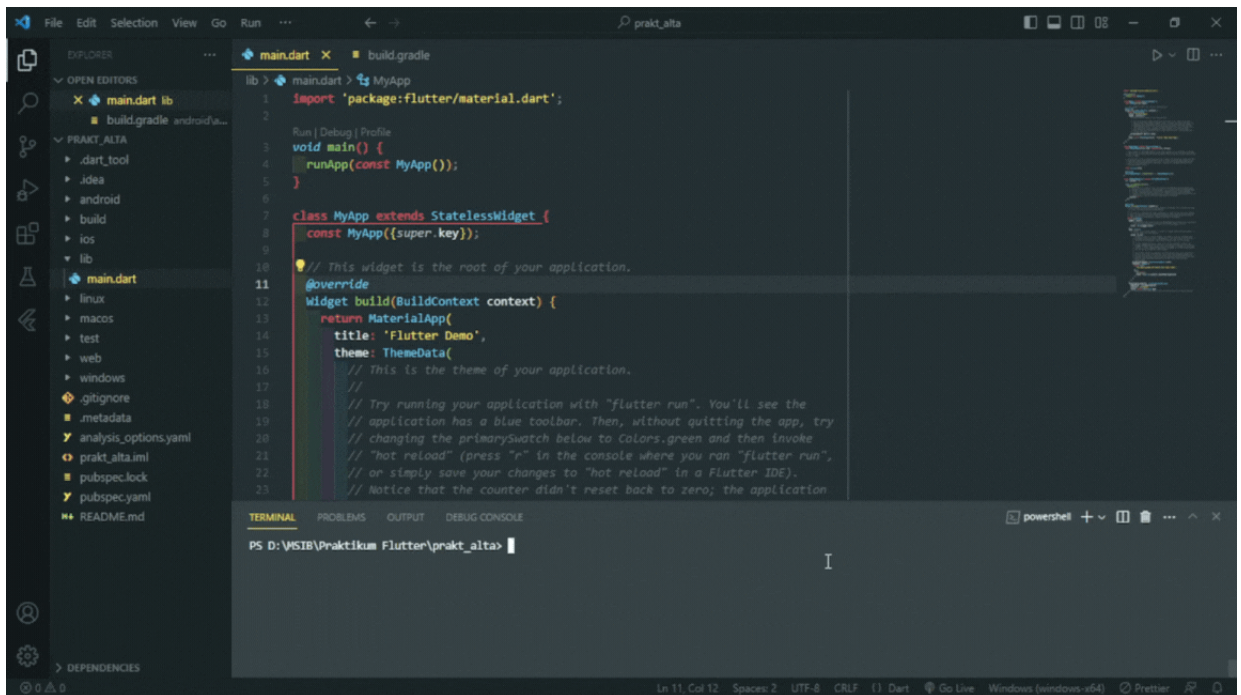 File Edit Selection View Go Run ···
prakt_alta
EXPLORER ···
OPEN EDITORS
main.dart lib
build.gradle android\a...
PRAKT_ALTA
.dart_tool
.idea
android
build
ios
lib
main.dart
linux
macos
test
web
windows
.gitignore
.metadata
analysis_options.yaml
prakt_alta.iml
pubspec.lock
pubspec.yaml
README.md
DEPENDENCIES
main.dart build.gradle
lib > main.dart > MyApp
1 import 'package:flutter/material.dart';
2
Run | Debug | Profile
3 void main() {
4 runApp(const MyApp());
5 }
6
7 class MyApp extends StatelessWidget {
8 const MyApp({super.key});
9
10 // This widget is the root of your application.
11 @override
12 Widget build(BuildContext context) {
13 return MaterialApp(
14 title: 'Flutter Demo',
15 theme: ThemeData(
16 // This is the theme of your application.
17 //
18 // Try running your application with "flutter run". You'll see the
19 // application has a blue toolbar. Then, without quitting the app, try
20 // changing the primarySwatch below to Colors.green and then invoke
21 // "hot reload" (press "r" in the console where you ran "flutter run",
22 // or simply save your changes to "hot reload" in a Flutter IDE).
23 // Notice that the counter didn't reset back to zero; the application
TERMINAL PROBLEMS OUTPUT DEBUG CONSOLE powershell
PS D:\MSIB\Praktikum Flutter\prakt_alta>
0 0 Ln 11, Col 12 Spaces: 2 UTF-8 CRLF {} Dart Go Live Windows (windows-x64) Prettier